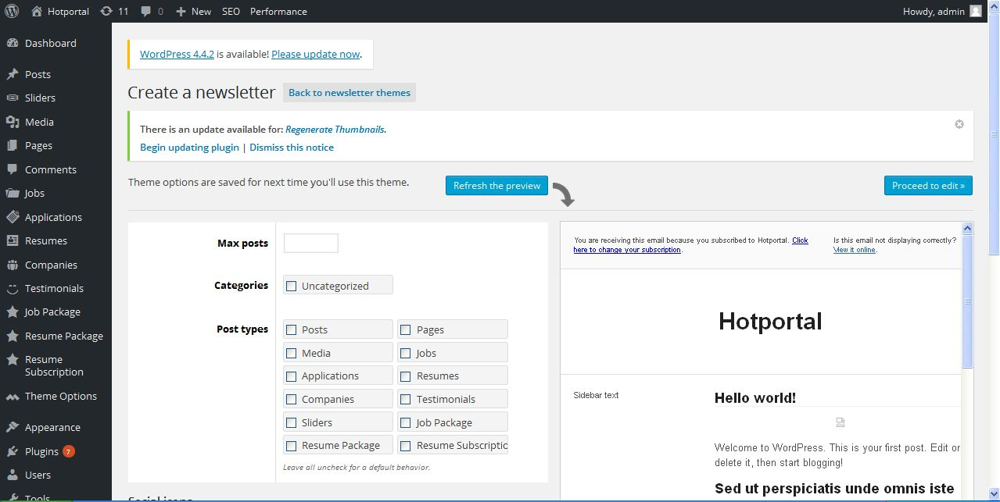 Hotportal 11 0 New SEO Performance Howdy, admin
Dashboard
Posts
Sliders
Media
Pages
Comments
Jobs
Applications
Resumes
Companies
Testimonials
Job Package
Resume Package
Resume
Subscription
Theme Options
Appearance
Plugins 7
Users
Tools
WordPress 4.4.2 is available! Please update now.
Create a newsletter Back to newsletter themes
There is an update available for: Regenerate Thumbnails.
Begin updating plugin | Dismiss this notice
Theme options are saved for next time you'll use this theme. Refresh the preview Proceed to edit »
Max posts
Categories Uncategorized
Post types Posts Pages
Media Jobs
Applications Resumes
Companies Testimonials
Sliders Job Package
Resume Package Resume Subscriptio
Leave all uncheck for a default behavior.
Social icons
You are receiving this email because you subscribed to Hotportal. Click
here to change your subscription.
Is this email not displaying correctly?
View it online.
Hotportal
Sidebar text
Hello world!
Welcome to WordPress. This is your first post. Edit or
delete it, then start blogging!
Sed ut perspiciatis unde omnis iste